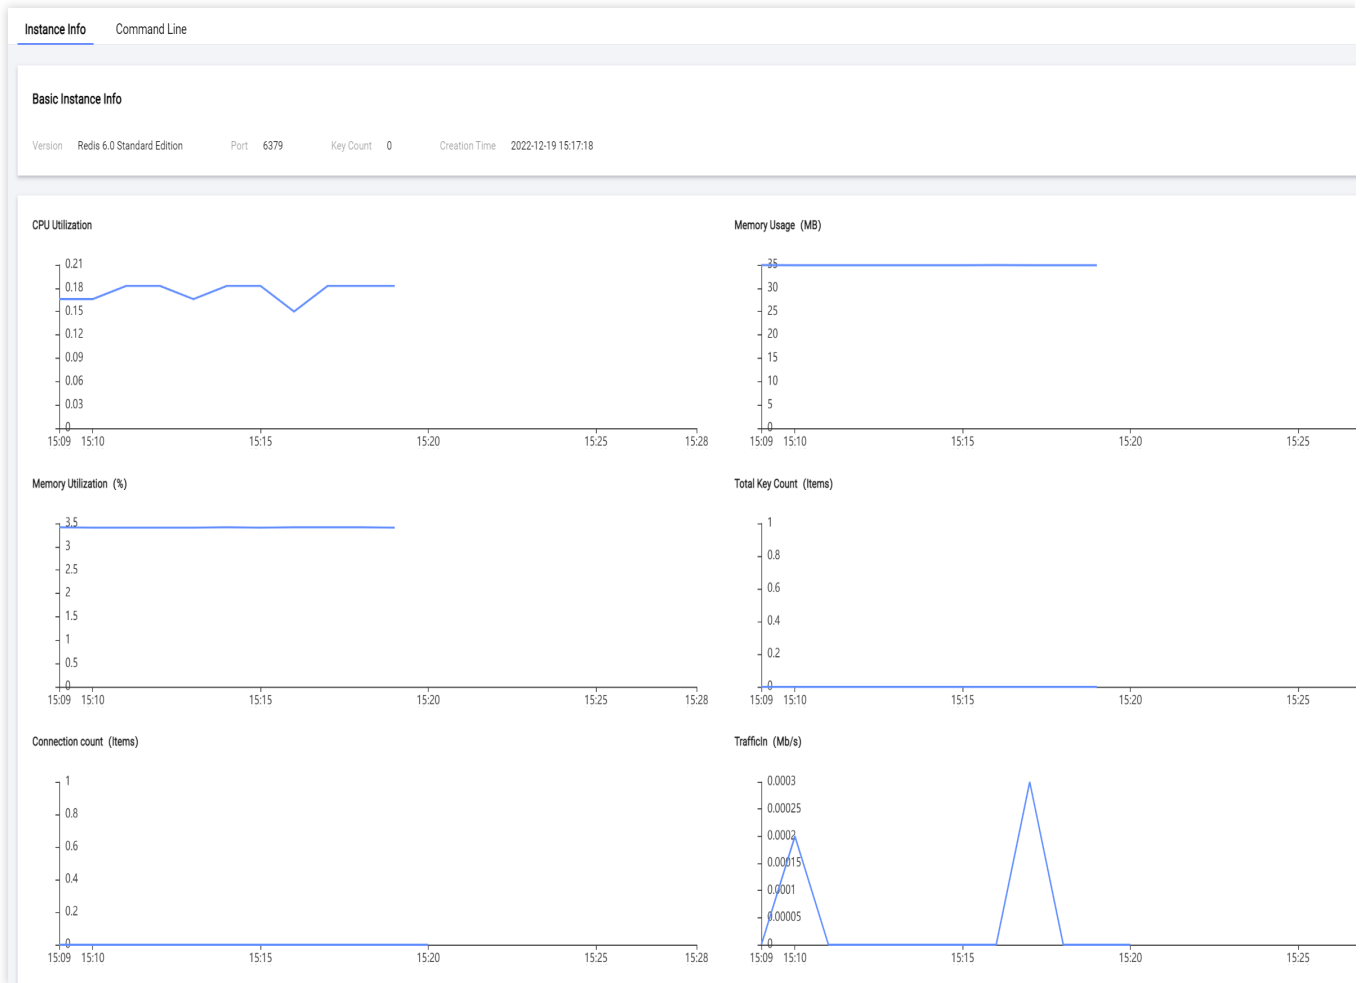 Instance Info Command Line
Basic Instance Info
Version Redis 6.0 Standard Edition Port 6379 Key Count 0 Creation Time 2022-12-19 15:17:18
CPU Utilization
0.21
0.18
0.15
0.12
0.09
0.06
0.03
0
15:09 15:10 15:15 15:20 15:25 15:28
Memory Usage (MB)
35
30
25
20
15
10
5
0
15:09 15:10 15:15 15:20 15:25
Memory Utilization (%)
3.5
3
2.5
2
1.5
1
0.5
0
15:09 15:10 15:15 15:20 15:25 15:28
Total Key Count (Items)
1
0.8
0.6
0.4
0.2
0
15:09 15:10 15:15 15:20 15:25
Connection count (Items)
1
0.8
0.6
0.4
0.2
0
15:09 15:10 15:15 15:20 15:25 15:28
TrafficIn (Mb/s)
0.0003
0.00025
0.0002
0.00015
0.0001
0.00005
0
15:09 15:10 15:15 15:20 15:25